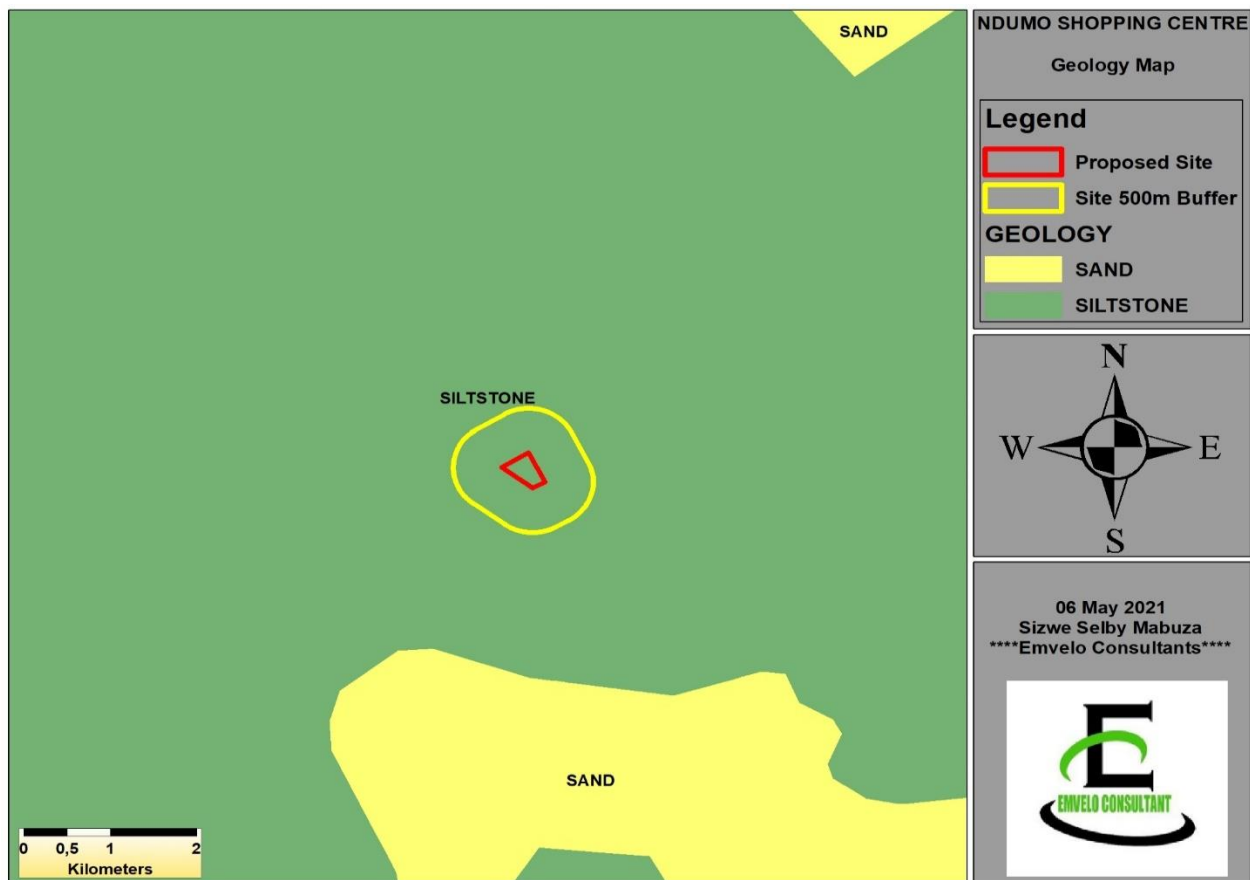 SAND
SILTSTONE
SAND
0 0,5 1 2
Kilometers
NDUMO SHOPPING CENTRE
Geology Map
Legend
Proposed Site
Site 500m Buffer
GEOLOGY
SAND
SILTSTONE
N
W E
S
06 May 2021
Sizwe Selby Mabuza
****Emvelo Consultants****
E
EMVELO CONSULTANT